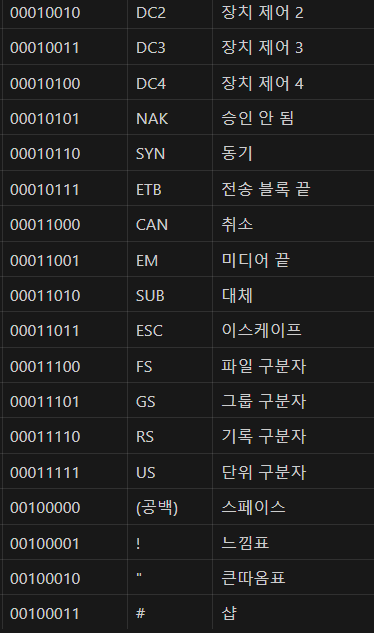 00010010 DC2 장치 제어 2
00010011 DC3 장치 제어 3
00010100 DC4 장치 제어 4
00010101 NAK 승인 안 됨
00010110 SYN 동기
00010111 ETB 전송 블록 끝
00011000 CAN 취소
00011001 EM 미디어 끝
00011010 SUB 대체
00011011 ESC 이스케이프
00011100 FS 파일 구분자
00011101 GS 그룹 구분자
00011110 RS 기록 구분자
00011111 US 단위 구분자
00100000 (공백) 스페이스
00100001 ! 느낌표
00100010 " 큰따옴표
00100011 # 샵